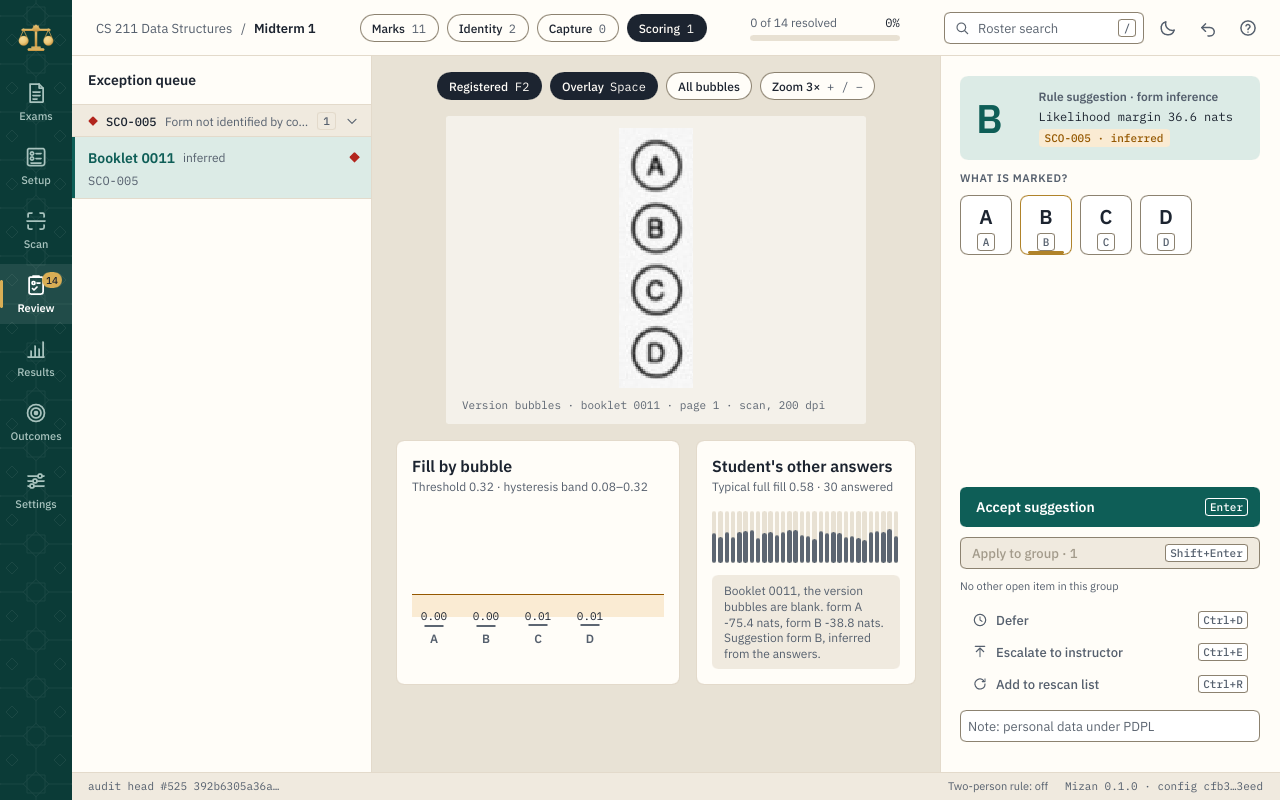 CS 211 Data Structures / Midterm 1
Marks 11
Identity 2
Capture 0
Scoring 1
0 of 14 resolved 0%
Roster search /
Exams
Setup
Scan
14
Review
Results
Outcomes
Settings
Exception queue
SCO-005 Form not identified by co… 1
Booklet 0011 inferred
SCO-005
Registered F2
Overlay Space
All bubbles
Zoom 3× + / −
A
B
C
D
Version bubbles · booklet 0011 · page 1 · scan, 200 dpi
Fill by bubble
Threshold 0.32 · hysteresis band 0.08–0.32
0.00 0.00 0.01 0.01
A B C D
Student's other answers
Typical full fill 0.58 · 30 answered
Booklet 0011, the version
bubbles are blank. form A
-75.4 nats, form B -38.8 nats.
Suggestion form B, inferred
from the answers.
B
Rule suggestion · form inference
Likelihood margin 36.6 nats
SCO-005 · inferred
WHAT IS MARKED?
A B C D
A B C D
Accept suggestion Enter
Apply to group · 1 Shift+Enter
No other open item in this group
Defer Ctrl+D
Escalate to instructor Ctrl+E
Add to rescan list Ctrl+R
Note: personal data under PDPL
audit head #525 392b6305a36a…
Two-person rule: off
Mizan 0.1.0 · config cfb3…3eed